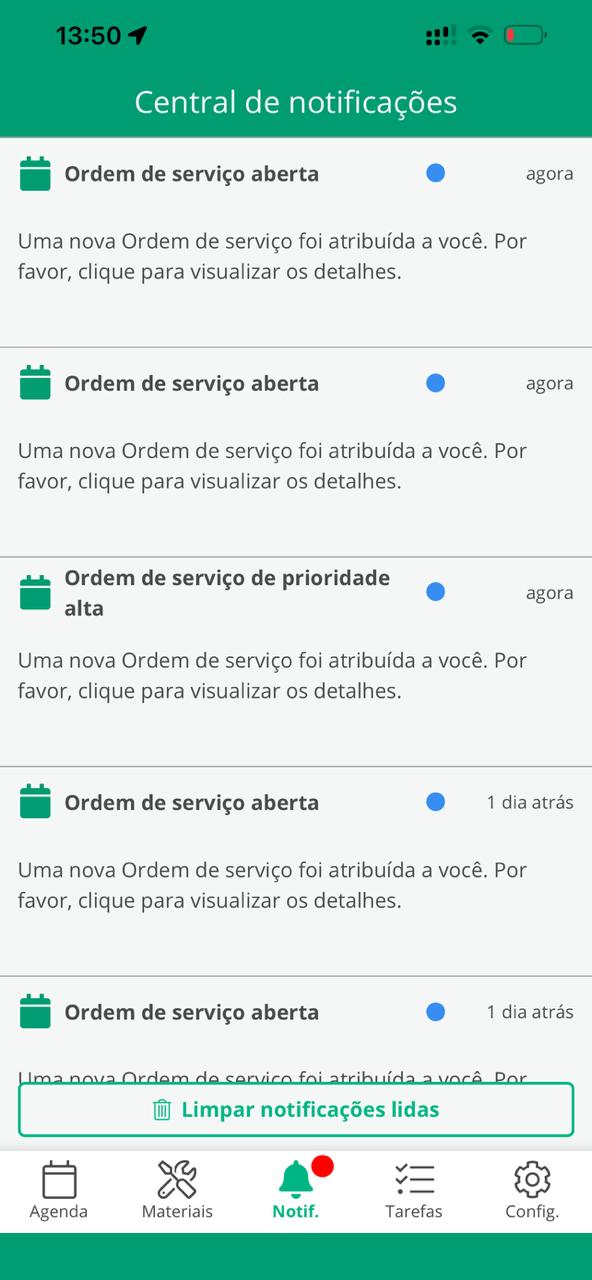 13:50
Central de notificações
Ordem de serviço aberta
agora
Uma nova Ordem de serviço foi atribuída a você. Por
favor, clique para visualizar os detalhes.
Ordem de serviço aberta
agora
Uma nova Ordem de serviço foi atribuída a você. Por
favor, clique para visualizar os detalhes.
Ordem de serviço de prioridade
alta
agora
Uma nova Ordem de serviço foi atribuída a você. Por
favor, clique para visualizar os detalhes.
Ordem de serviço aberta
1 dia atrás
Uma nova Ordem de serviço foi atribuída a você. Por
favor, clique para visualizar os detalhes.
Ordem de serviço aberta
1 dia atrás
Uma nova Ordem de serviço foi atribuída a você. Por
Limpar notificações lidas
Agenda
Materiais
Notif.
Tarefas
Config.